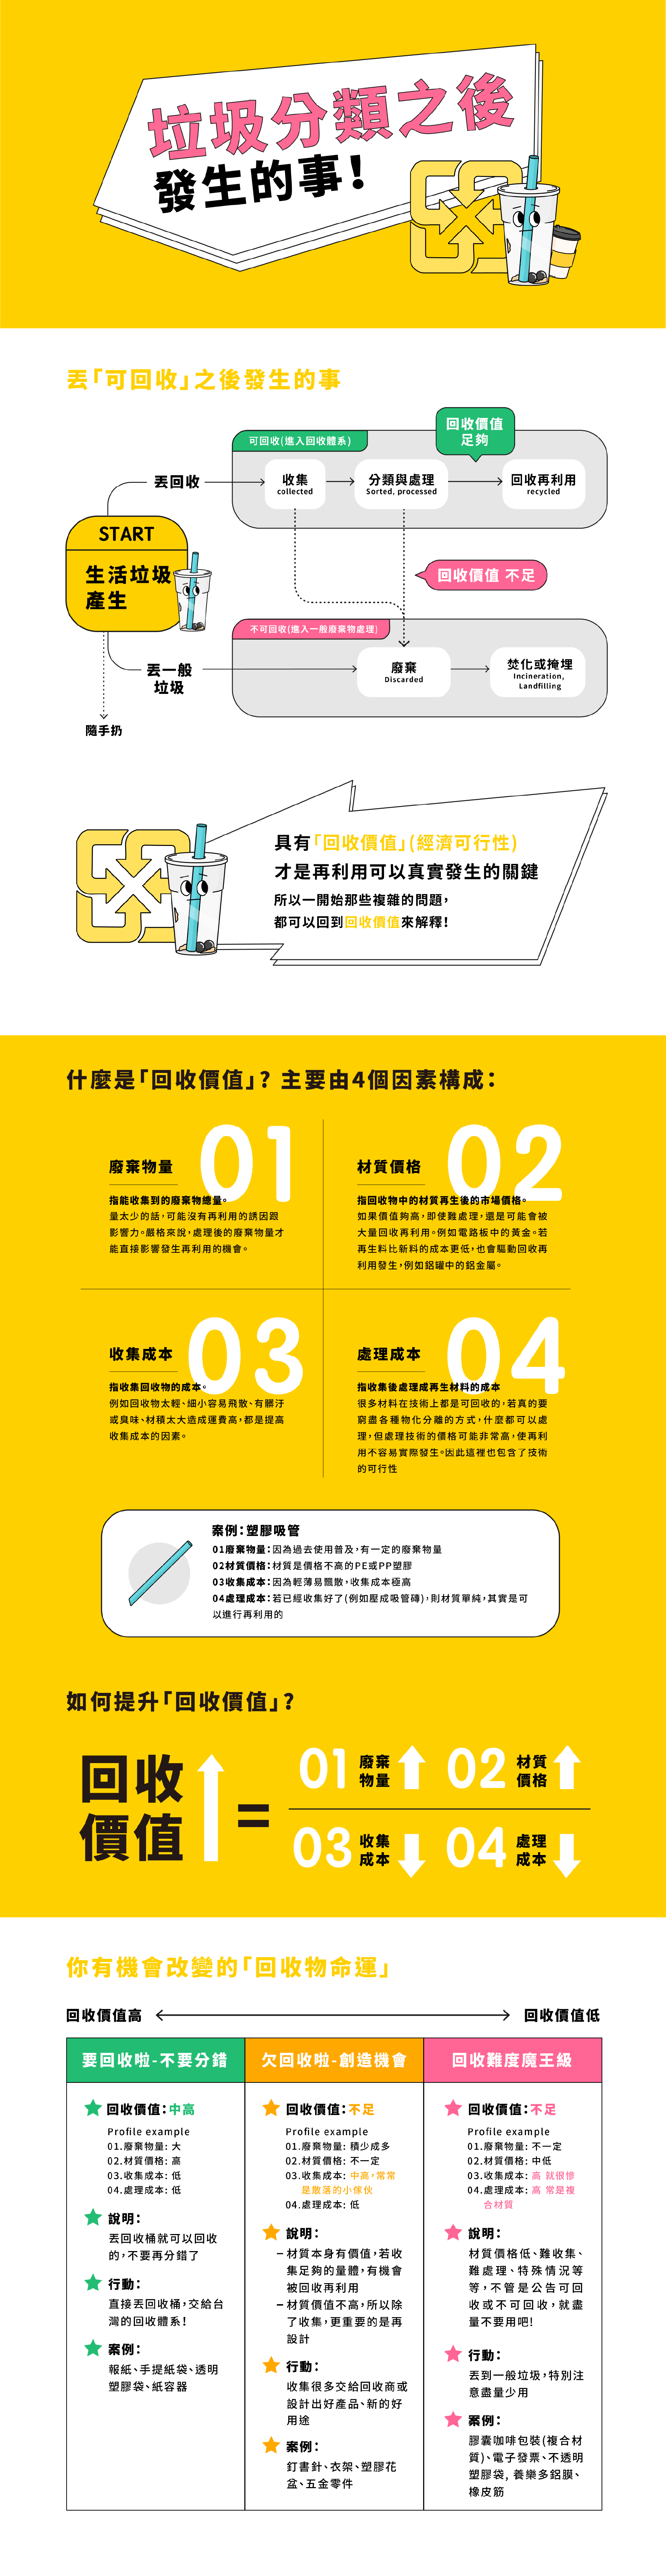 垃圾分類之後
發生的事!
丟「可回收」之後發生的事
可回收(進入回收體系)
回收價值
足夠
丟回收
收集
collected
分類與處理
Sorted, processed
回收再利用
recycled
START
生活垃圾
產生
回收價值 不足
不可回收(進入一般廢棄物處理)
丟一般
垃圾
廢棄
Discarded
焚化或掩埋
Incineration,
Landfilling
隨手扔
具有「回收價值」(經濟可行性)
才是再利用可以真實發生的關鍵
所以一開始那些複雜的問題,
都可以回到回收價值來解釋!
什麼是「回收價值」? 主要由4個因素構成:
廢棄物量 01
指能收集到的廢棄物總量。
量太少的話,可能沒有再利用的誘因跟
影響力。嚴格來說,處理後的廢棄物量才
能直接影響發生再利用的機會。
材質價格 02
指回收物中的材質再生後的市場價格。
如果價值夠高,即使難處理,還是可能會被
大量回收再利用。例如電路板中的黃金。若
再生料比新料的成本更低,也會驅動回收再
利用發生,例如鋁罐中的鋁金屬。
收集成本 03
指收集回收物的成本。
例如回收物太輕、細小容易飛散、有髒汙
或臭味、材積太大造成運費高,都是提高
收集成本的因素。
處理成本 04
指收集後處理成再生材料的成本
很多材料在技術上都是可回收的,若真的要
窮盡各種物化分離的方式,什麼都可以處
理,但處理技術的價格可能非常高,使再利
用不容易實際發生。因此這裡也包含了技術
的可行性
案例:塑膠吸管
01廢棄物量:因為過去使用普及,有一定的廢棄物量
02材質價格:材質是價格不高的PE或PP塑膠
03收集成本:因為輕薄易飄散,收集成本極高
04處理成本:若已經收集好了(例如壓成吸管磚),則材質單純,其實是可
以進行再利用的
如何提升「回收價值」?
回收
價值
=
01 廢棄
物量
02 材質
價格
03 收集
成本
04 處理
成本
你有機會改變的「回收物命運」
回收價值高
回收價值低
要回收啦-不要分錯
回收價值:中高
Profile example
01.廢棄物量: 大
02.材質價格: 高
03.收集成本: 低
04.處理成本: 低
說明:
丟回收桶就可以回收
的,不要再分錯了
行動:
直接丟回收桶,交給台
灣的回收體系!
案例:
報紙、手提紙袋、透明
塑膠袋、紙容器
欠回收啦-創造機會
回收價值:不足
Profile example
01.廢棄物量: 積少成多
02.材質價格: 不一定
03.收集成本: 中高,常常
是散落的小傢伙
04.處理成本: 低
說明:
–材質本身有價值,若收
集足夠的量體,有機會
被回收再利用
–材質價值不高,所以除
了收集,更重要的是再
設計
行動:
收集很多交給回收商或
設計出好產品、新的好
用途
案例:
釘書針、衣架、塑膠花
盆、五金零件
回收難度魔王級
回收價值:不足
Profile example
01.廢棄物量: 不一定
02.材質價格: 中低
03.收集成本: 高 就很慘
04.處理成本: 高 常是複
合材質
說明:
材質價格低、難收集、
難處理、特殊情況等
等,不管是公告可回
收或不可回收,就盡
量不要用吧!
行動:
丟到一般垃圾,特別注
意盡量少用
案例:
膠囊咖啡包裝(複合材
質)、電子發票、不透明
塑膠袋, 養樂多鋁膜、
橡皮筋